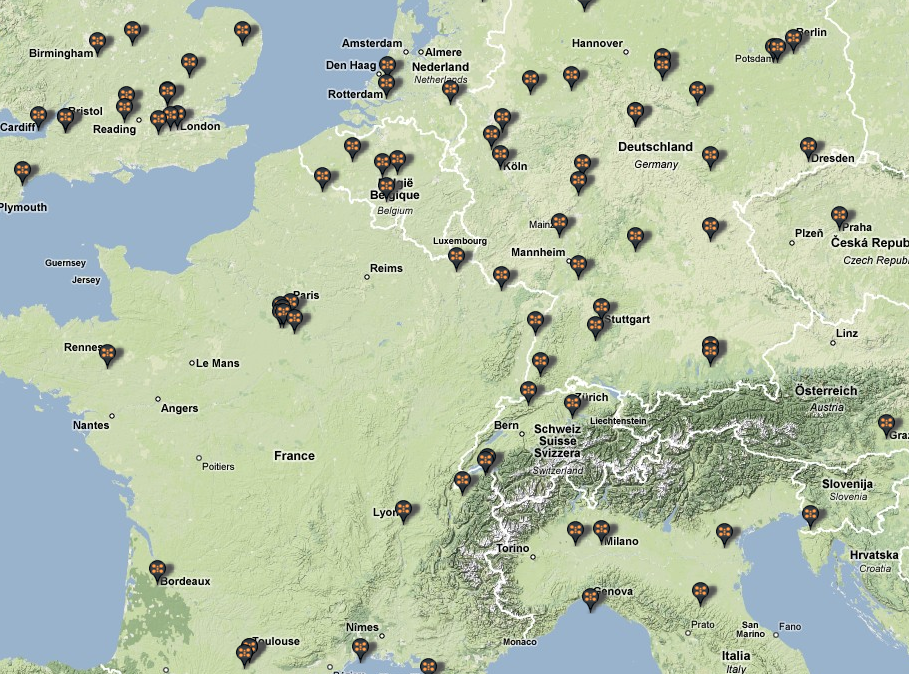 Berlin
Hannover
Amsterdam
Almere
Birmingham
Potsdam
Den Haag
Nederland
Netherlands
Rotterdam
Bristol
Cardiff
Reading
London
Deutschland
Germany
Dresden
Köln
België
Belgique
Belgium
Plymouth
Mainz
Praha
Plzeň
Luxembourg
Česká Repub
Czech Repub
Mannheim
Guernsey
Jersey
Reims
Paris
Stuttgart
Linz
Rennes
Le Mans
Österreich
Austria
Zürich
Angers
Liechtenstein
Nantes
Bern
Schweiz
Suisse
Svizzera
Switzerland
Graz
France
Poitiers
Slovenija
Slovenia
Lyon
Milano
Torino
Hrvatska
Croatia
Bordeaux
Genova
Prato
San
Marino
Fano
Nîmes
Toulouse
Monaco
Italia
Italy